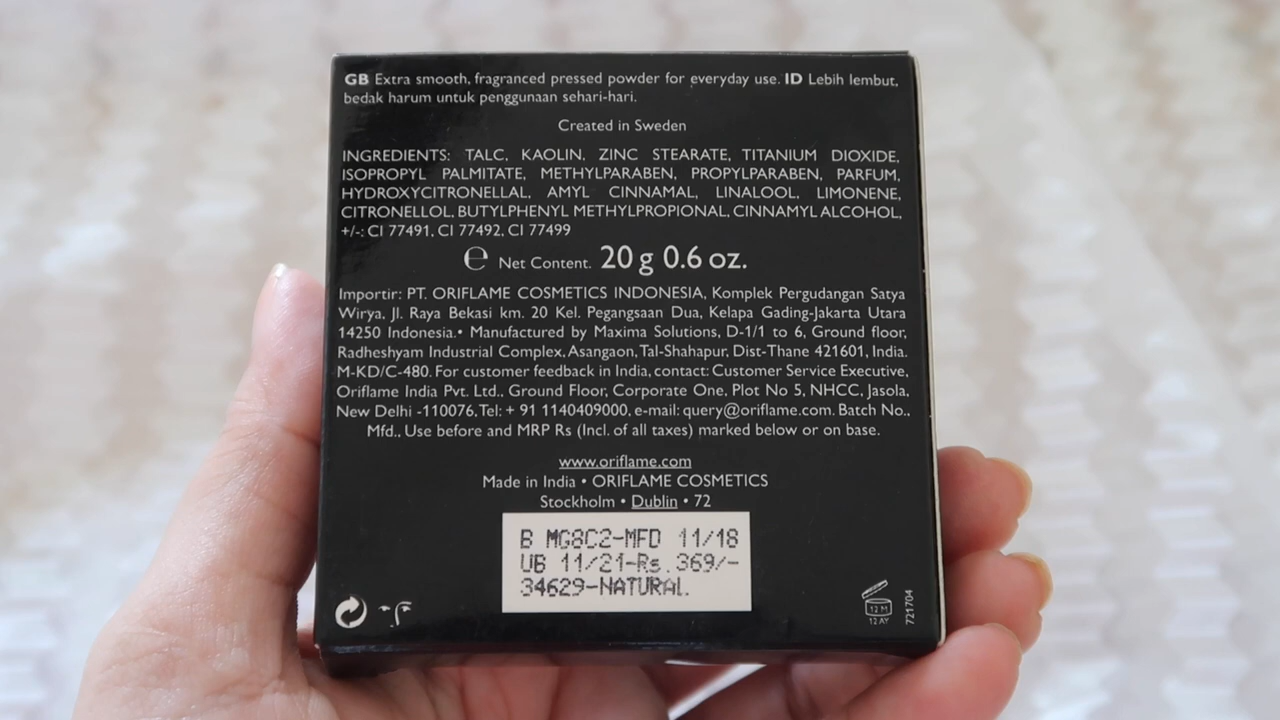 GB Extra smooth, fragranced pressed powder for everyday use. ID Lebih lembut,
bedak harum untuk penggunaan sehari-hari.
Created in Sweden
INGREDIENTS: TALC, KAOLIN, ZINC STEARATE, TITANIUM DIOXIDE,
ISOPROPYL PALMITATE, METHYLPARABEN, PROPYLPARABEN, PARFUM,
HYDROXYCITRONELLAL, AMYL CINNAMAL, LINALOOL, LIMONENE,
CITRONELLOL, BUTYLPHENYL METHYLPROPIONAL, CINNAMYL ALCOHOL,
+/-: CI 77491, CI 77492, CI 77499
℮ Net Content. 20 g 0.6 oz.
Importir: PT. ORIFLAME COSMETICS INDONESIA, Komplek Pergudangan Satya
Wirya, Jl. Raya Bekasi km. 20 Kel. Pegangsaan Dua, Kelapa Gading-Jakarta Utara
14250 Indonesia.• Manufactured by Maxima Solutions, D-1/1 to 6, Ground floor,
Radheshyam Industrial Complex, Asangaon, Tal-Shahapur, Dist-Thane 421601, India.
M-KD/C-480. For customer feedback in India, contact: Customer Service Executive,
Oriflame India Pvt. Ltd., Ground Floor, Corporate One, Plot No 5, NHCC, Jasola,
New Delhi -110076, Tel: + 91 1140409000, e-mail: query@oriflame.com. Batch No.,
Mfd., Use before and MRP Rs (Incl. of all taxes) marked below or on base.
www.oriflame.com
Made in India • ORIFLAME COSMETICS
Stockholm • Dublin • 72
B MG8C2-MFD 11/18
UB 11/21-Rs.369/-
34629-NATURAL.
12 M
12 AY
721704